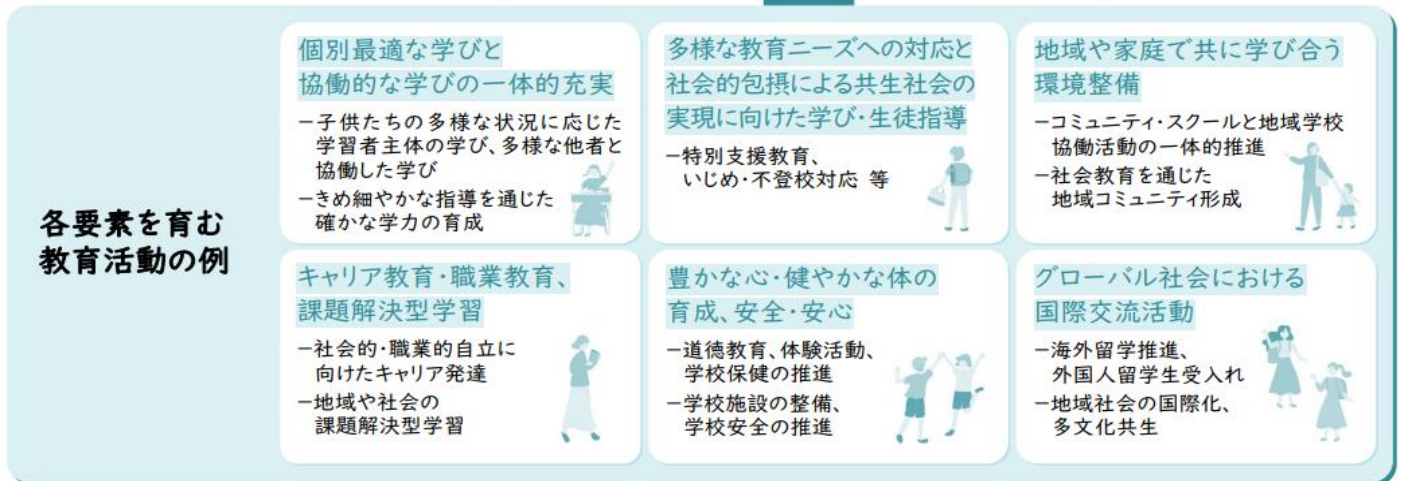 各要素を育む
教育活動の例
個別最適な学びと
協働的な学びの一体的充実
－子供たちの多様な状況に応じた
学習者主体の学び、多様な他者と
協働した学び
－きめ細やかな指導を通じた
確かな学力の育成
多様な教育ニーズへの対応と
社会的包摂による共生社会の
実現に向けた学び・生徒指導
－特別支援教育、
いじめ・不登校対応 等
地域や家庭で共に学び合う
環境整備
－コミュニティ・スクールと地域学校
協働活動の一体的推進
－社会教育を通じた
地域コミュニティ形成
キャリア教育・職業教育、
課題解決型学習
－社会的・職業的自立に
向けたキャリア発達
－地域や社会の
課題解決型学習
豊かな心・健やかな体の
育成、安全・安心
－道徳教育、体験活動、
学校保健の推進
－学校施設の整備、
学校安全の推進
グローバル社会における
国際交流活動
－海外留学推進、
外国人留学生受入れ
－地域社会の国際化、
多文化共生